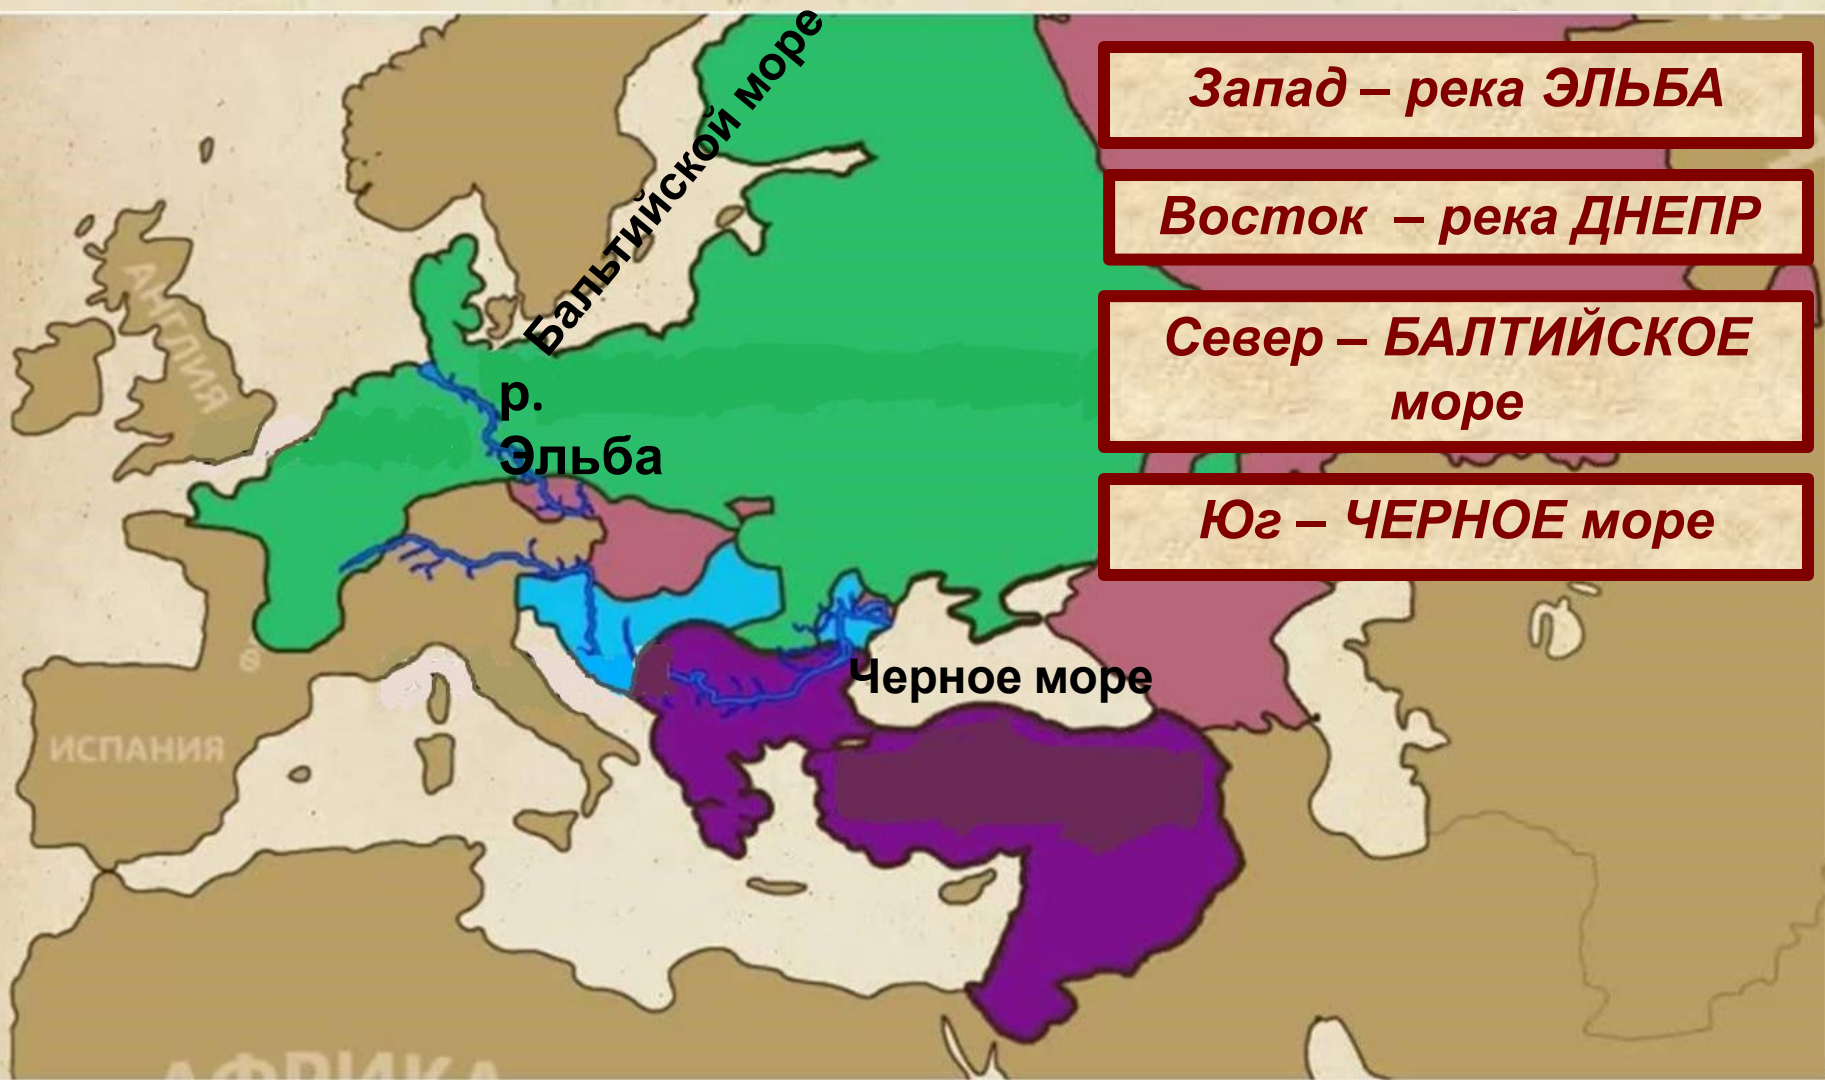 Бальтийской море
Запад – река ЭЛЬБА
Восток – река ДНЕПР
Север – БАЛТИЙСКОЕ
море
Юг – ЧЕРНОЕ море
АНГЛИЯ
р.
Эльба
Черное море
ИСПАНИЯ
АФРИКА